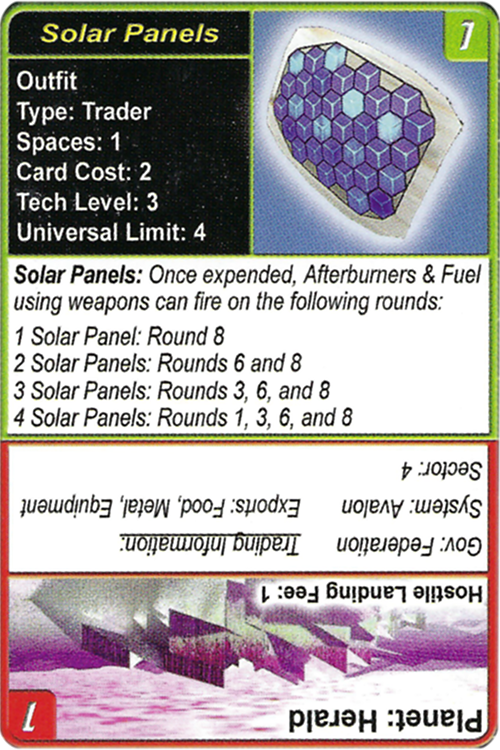 Solar Panels
1
Outfit
Type: Trader
Spaces: 1
Card Cost: 2
Tech Level: 3
Universal Limit: 4
Solar Panels: Once expended, Afterburners & Fuel
using weapons can fire on the following rounds:
1 Solar Panel: Round 8
2 Solar Panels: Rounds 6 and 8
3 Solar Panels: Rounds 3, 6, and 8
4 Solar Panels: Rounds 1, 3, 6, and 8
Planet: Herald
1
Hostile Landing Fee: 1
Gov: Federation
System: Avalon
Sector: 4
Trading Information:
Exports: Food, Metal, Equipment